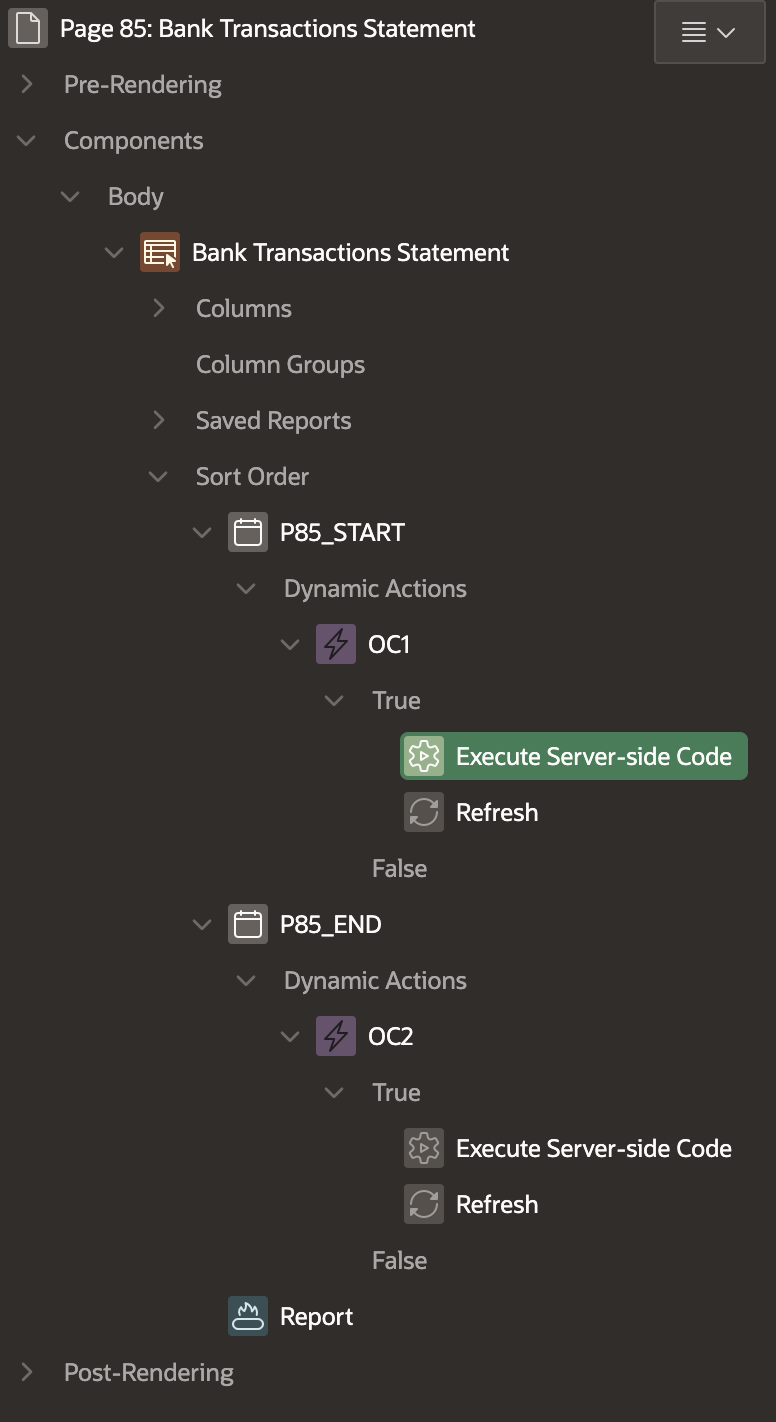 Page 85: Bank Transactions Statement
Pre-Rendering
Components
Body
Bank Transactions Statement
Columns
Column Groups
Saved Reports
Sort Order
P85_START
Dynamic Actions
OC1
True
Execute Server-side Code
Refresh
False
P85_END
Dynamic Actions
OC2
True
Execute Server-side Code
Refresh
False
Report
Post-Rendering